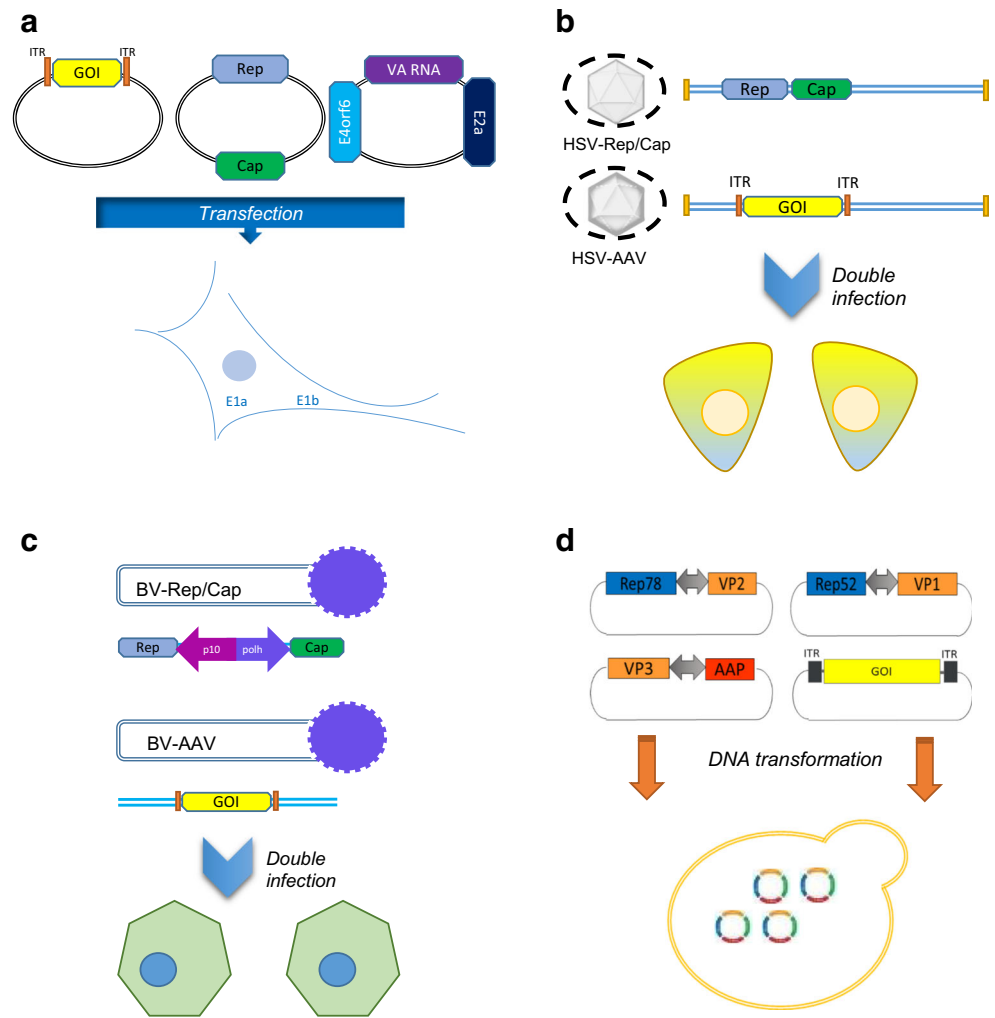 a
ITR
GOI
ITR
Rep
Cap
VA RNA
E4orf6
E2a
Transfection
E1a
E1b
b
HSV-Rep/Cap
Rep
Cap
HSV-AAV
ITR
GOI
ITR
Double
infection
c
BV-Rep/Cap
Rep
p10
polh
Cap
BV-AAV
GOI
Double
infection
d
Rep78
VP2
Rep52
VP1
VP3
AAP
ITR
GOI
ITR
DNA transformation